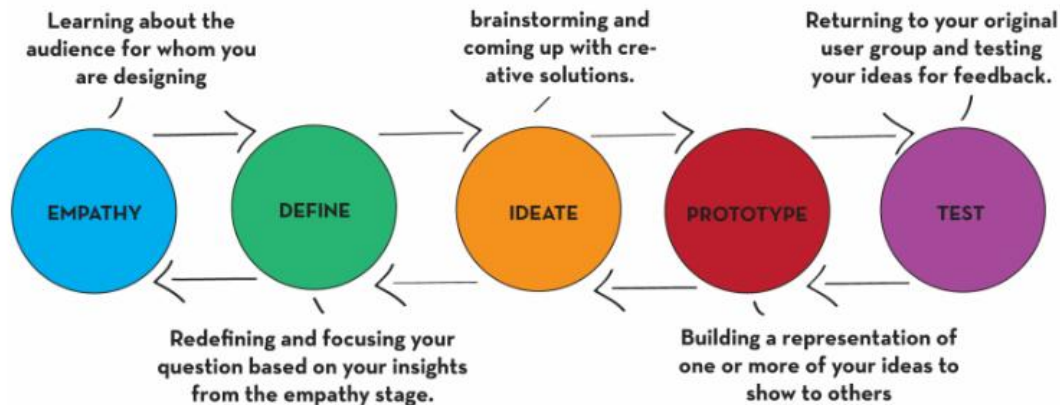 Learning about the
audience for whom you
are designing
brainstorming and
coming up with cre-
ative solutions.
Returning to your original
user group and testing
your ideas for feedback.
EMPATHY
DEFINE
IDEATE
PROTOTYPE
TEST
Redefining and focusing your
question based on your insights
from the empathy stage.
Building a representation of
one or more of your ideas to
show to others